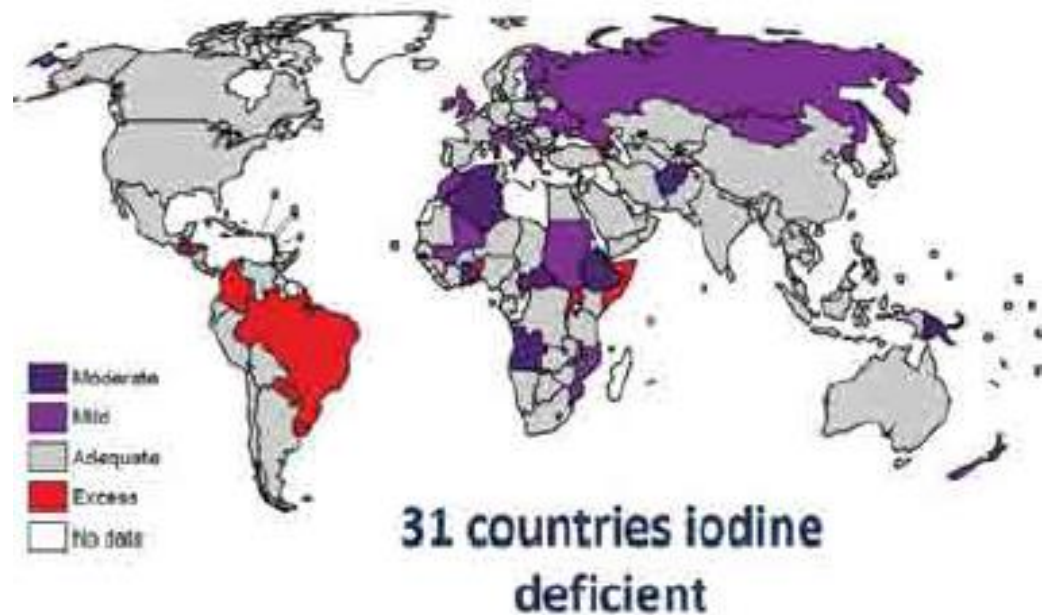 Moderate
Mild
Adequate
Excess
No data
31 countries iodine
deficient